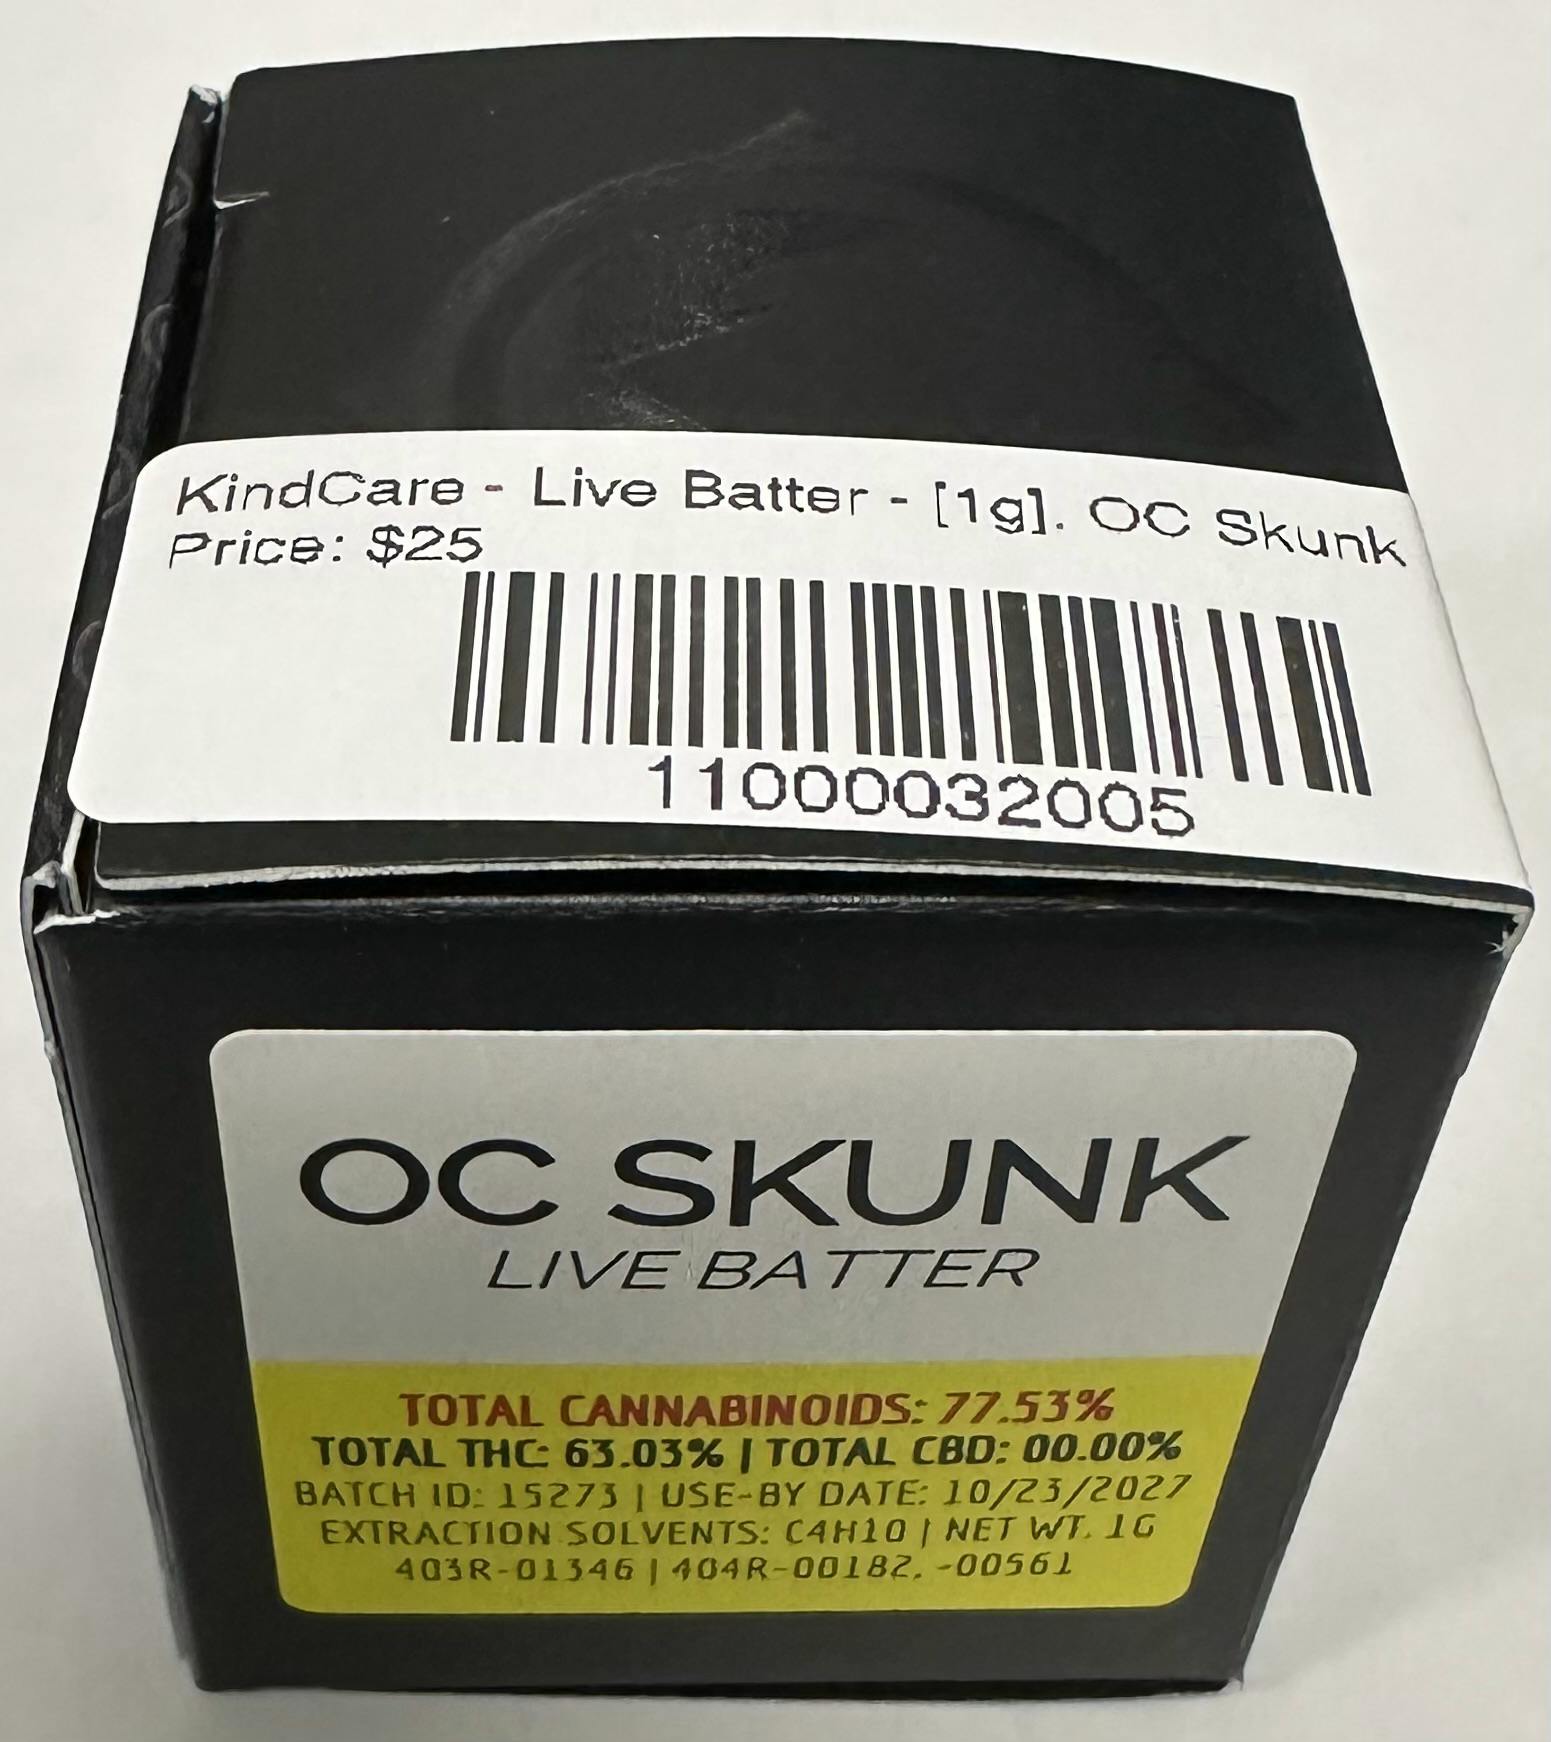 KindCare - Live Batter - [1g]. OC Skunk
Price: $25
11000032005
OC SKUNK
LIVE BATTER
TOTAL CANNABINOIDS: 77.53%
TOTAL THC: 63.03% | TOTAL CBD: 00.00%
BATCH ID: 15273 | USE-BY DATE: 10/23/2027
EXTRACTION SOLVENTS: C4H10 | NET WT. 1G
403R-01346 | 404R-00182, -00561